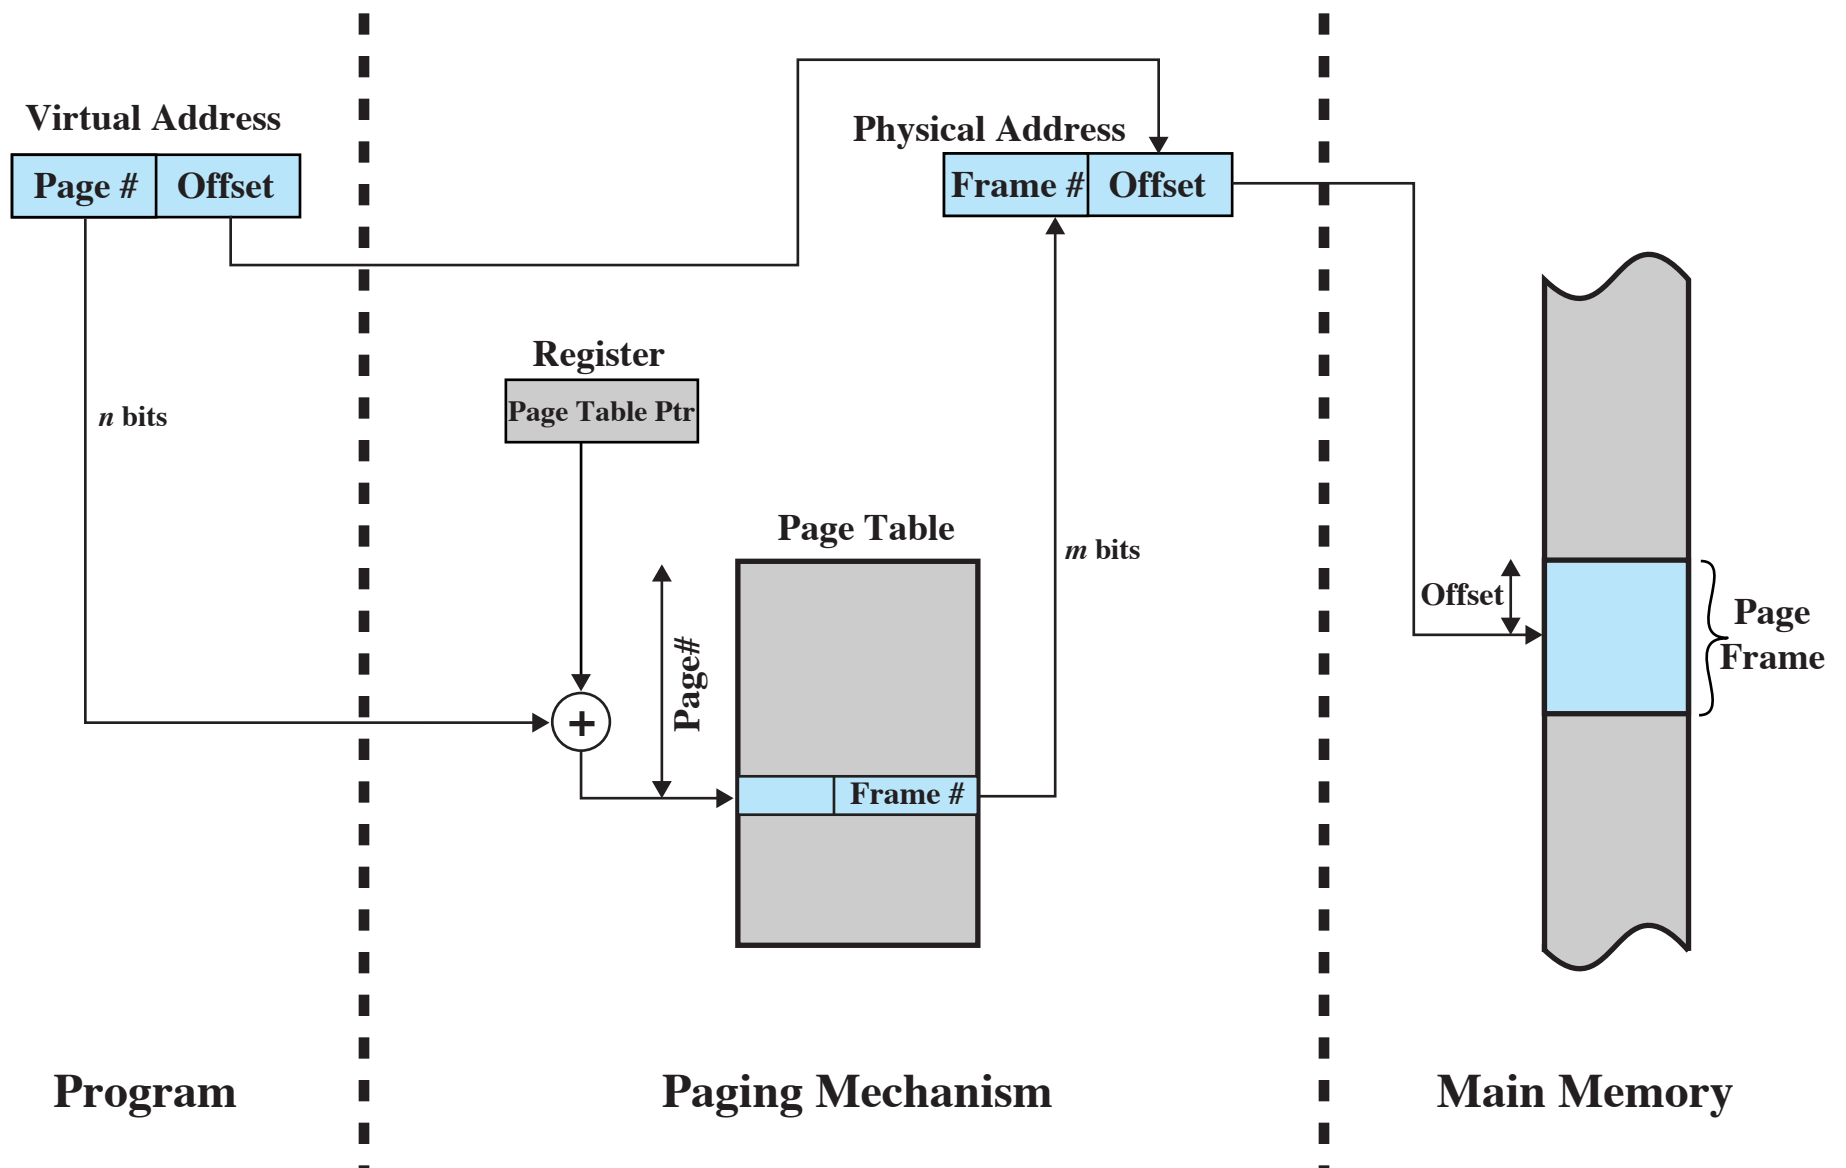 Virtual Address
Page #
Offset
Physical Address
Frame #
Offset
n bits
Register
Page Table Ptr
Page Table
Page#
+
Frame #
m bits
Offset
Page
Frame
Program
Paging Mechanism
Main Memory